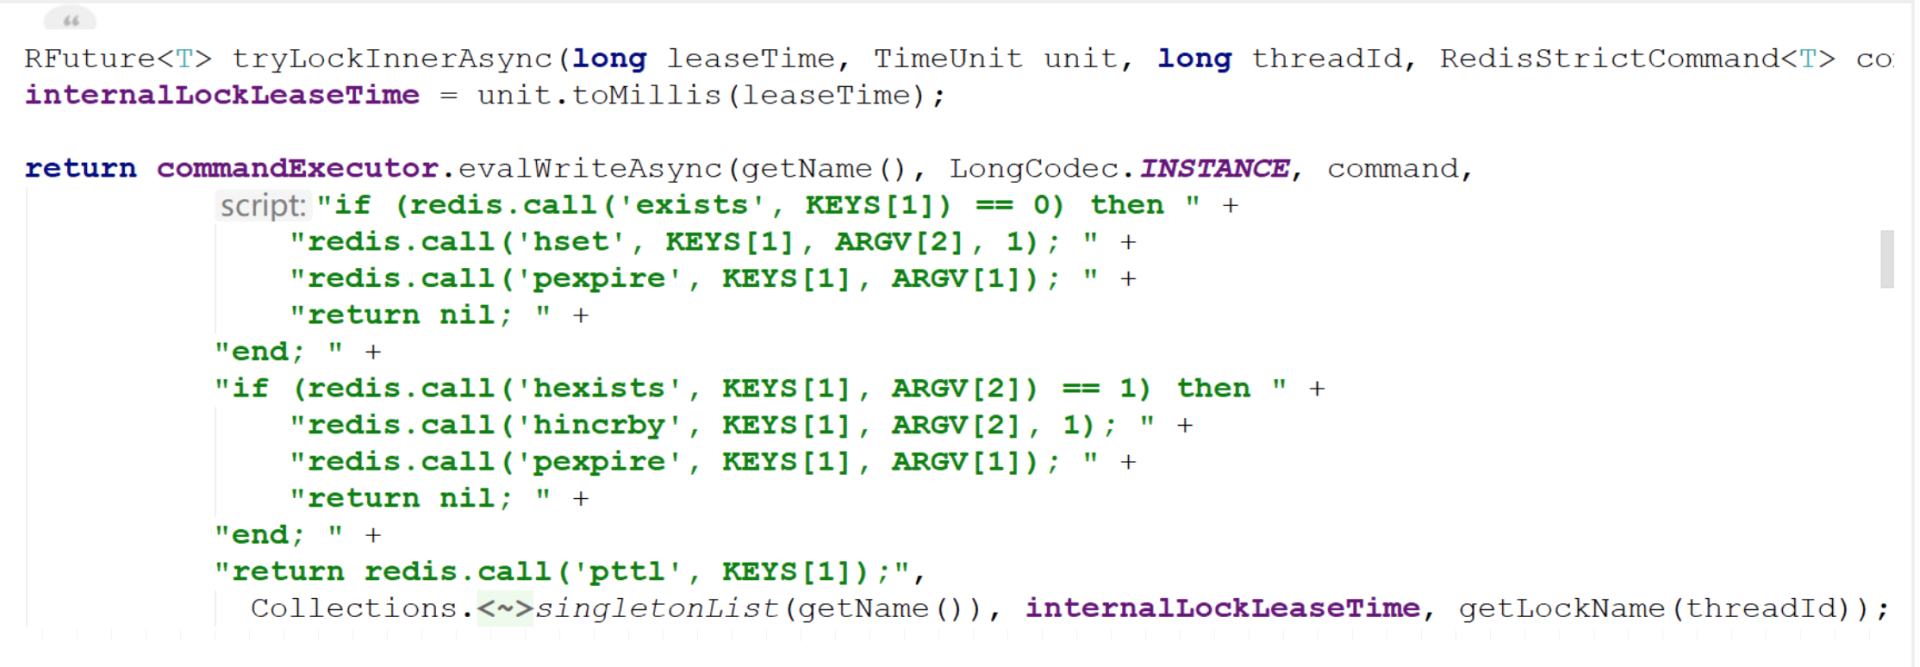 “
RFuture<T> tryLockInnerAsync(long leaseTime, TimeUnit unit, long threadId, RedisStrictCommand<T> co
internalLockLeaseTime = unit.toMillis(leaseTime);
return commandExecutor.evalWriteAsync(getName(), LongCodec.INSTANCE, command,
script: "if (redis.call('exists', KEYS[1]) == 0) then " +
"redis.call('hset', KEYS[1], ARGV[2], 1); " +
"redis.call('pexpire', KEYS[1], ARGV[1]); " +
"return nil; " +
"end; " +
"if (redis.call('hexists', KEYS[1], ARGV[2]) == 1) then " +
"redis.call('hincrby', KEYS[1], ARGV[2], 1); " +
"redis.call('pexpire', KEYS[1], ARGV[1]); " +
"return nil; " +
"end; " +
"return redis.call('pttl', KEYS[1]);",
Collections.<~>singletonList(getName()), internalLockLeaseTime, getLockName(threadId));